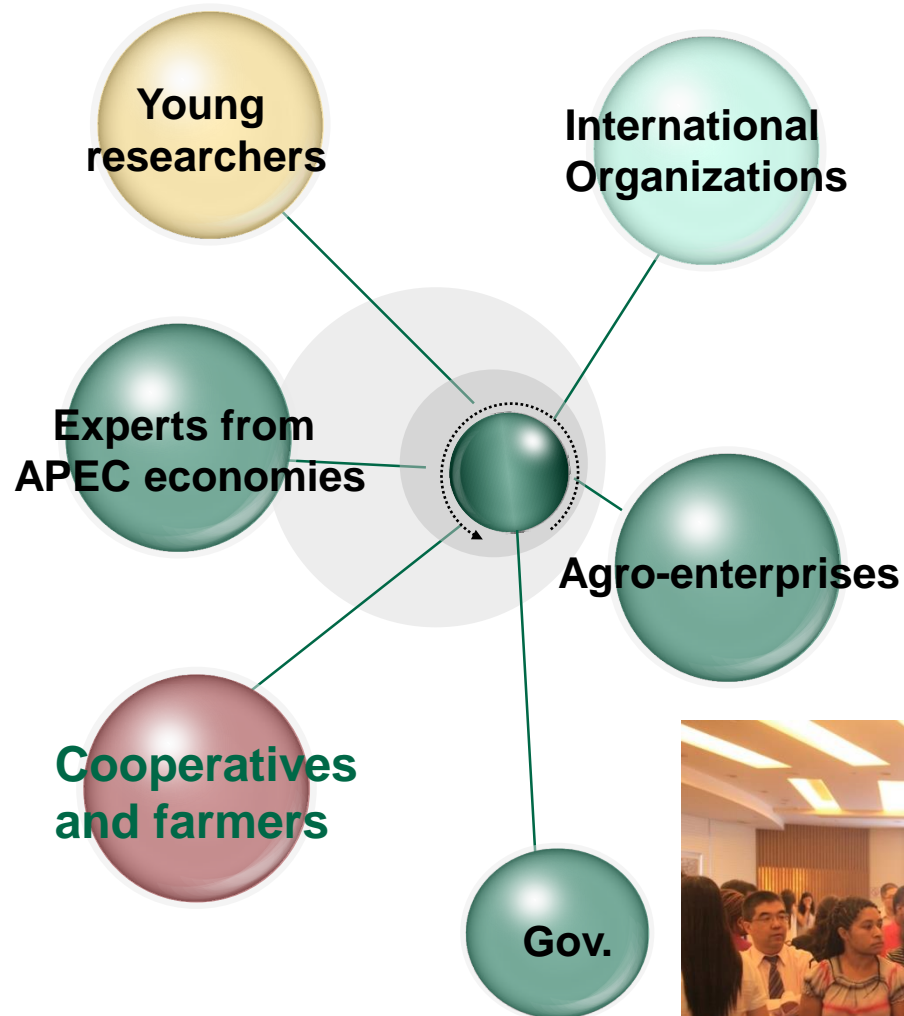 Young
researchers
International
Organizations
Experts from
APEC economies
Agro-enterprises
Cooperatives
and farmers
Gov.